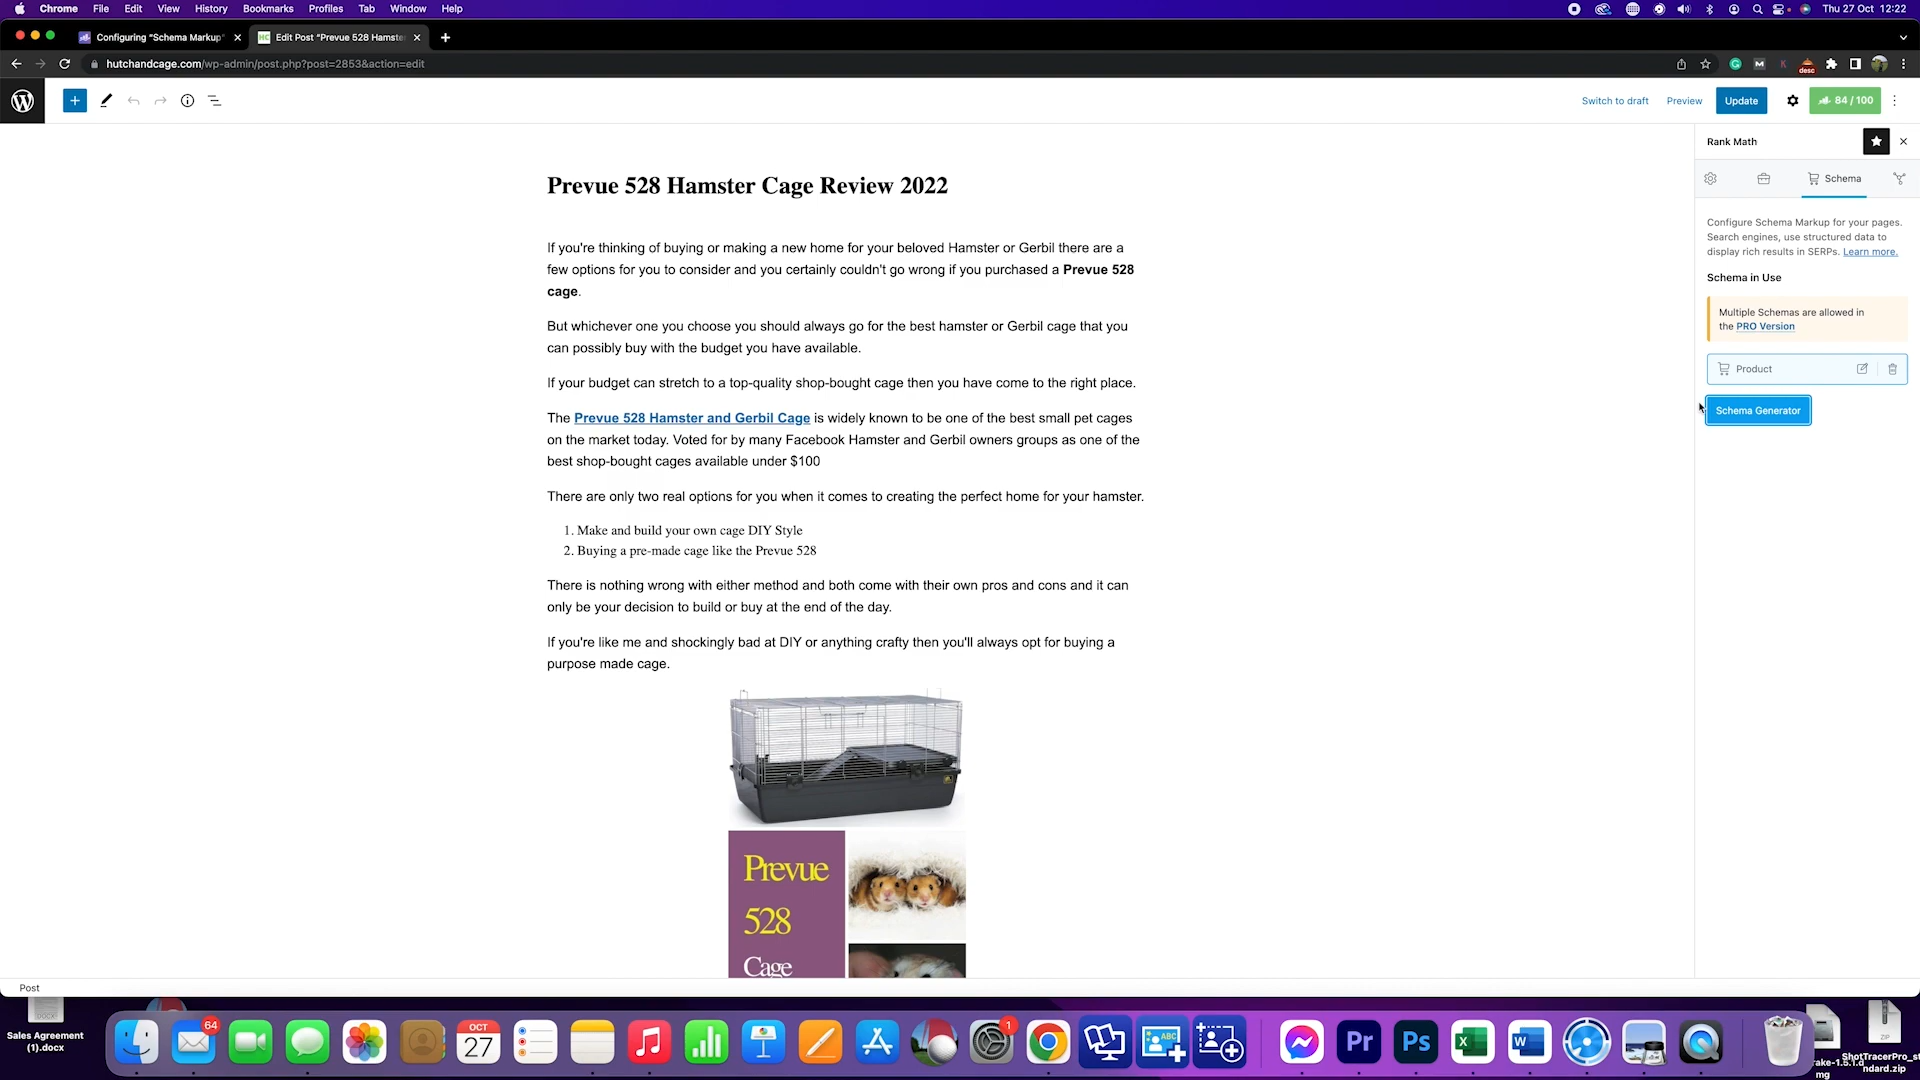 Chrome File Edit View History Bookmarks Profiles Tab Window Help Thu 27 Oct 12:22
Configuring "Schema Markup" Edit Post "Prevue 528 Hamster
hutchandcage.com/wp-admin/post.php?post=2853&action=edit
desc
Switch to draft Preview Update 84 / 100
Rank Math
Schema
Prevue 528 Hamster Cage Review 2022
Configure Schema Markup for your pages.
Search engines, use structured data to
display rich results in SERPs. Learn more.
Schema in Use
Multiple Schemas are allowed in
the PRO Version
Product
Schema Generator
If you're thinking of buying or making a new home for your beloved Hamster or Gerbil there are a
few options for you to consider and you certainly couldn't go wrong if you purchased a Prevue 528
cage.
But whichever one you choose you should always go for the best hamster or Gerbil cage that you
can possibly buy with the budget you have available.
If your budget can stretch to a top-quality shop-bought cage then you have come to the right place.
The Prevue 528 Hamster and Gerbil Cage is widely known to be one of the best small pet cages
on the market today. Voted for by many Facebook Hamster and Gerbil owners groups as one of the
best shop-bought cages available under $100
There are only two real options for you when it comes to creating the perfect home for your hamster.
1. Make and build your own cage DIY Style
2. Buying a pre-made cage like the Prevue 528
There is nothing wrong with either method and both come with their own pros and cons and it can
only be your decision to build or buy at the end of the day.
If you're like me and shockingly bad at DIY or anything crafty then you'll always opt for buying a
purpose made cage.
Prevue
528
Cage
Post
DOCX
Sales Agreement
(1).docx
64
OCT
27
1
ABC
Pr
Ps
X
W
ZIP
rake-1.5.1.d
mg
ShotTracerPro_st
ndard.zip